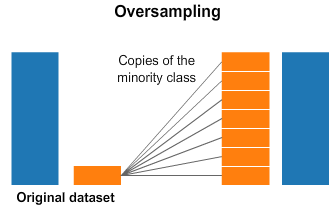 Oversampling
Copies of the
minority class
Original dataset